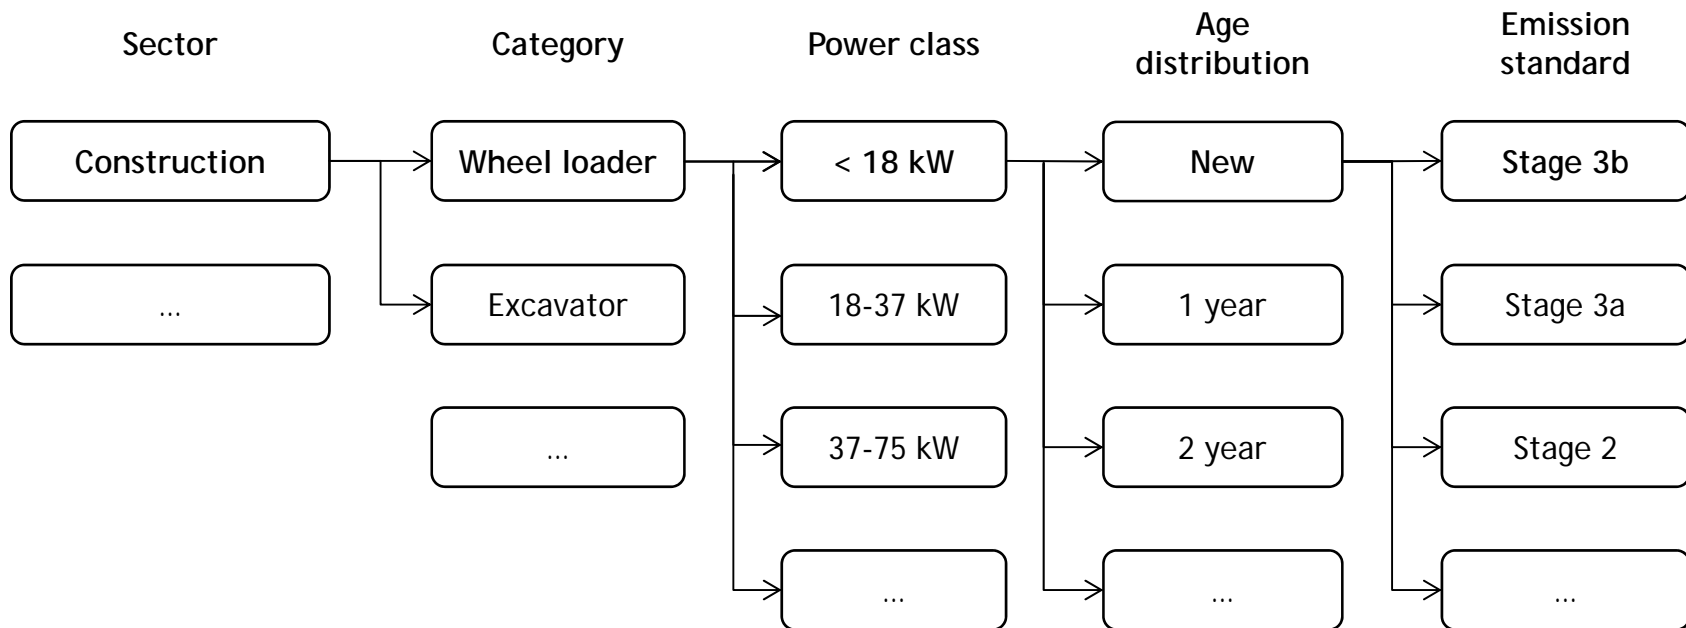 Sector
Category
Power class
Age
distribution
Emission
standard
Construction
Wheel loader
< 18 kW
New
Stage 3b
...
Excavator
18-37 kW
1 year
Stage 3a
...
37-75 kW
2 year
Stage 2
...
...
...